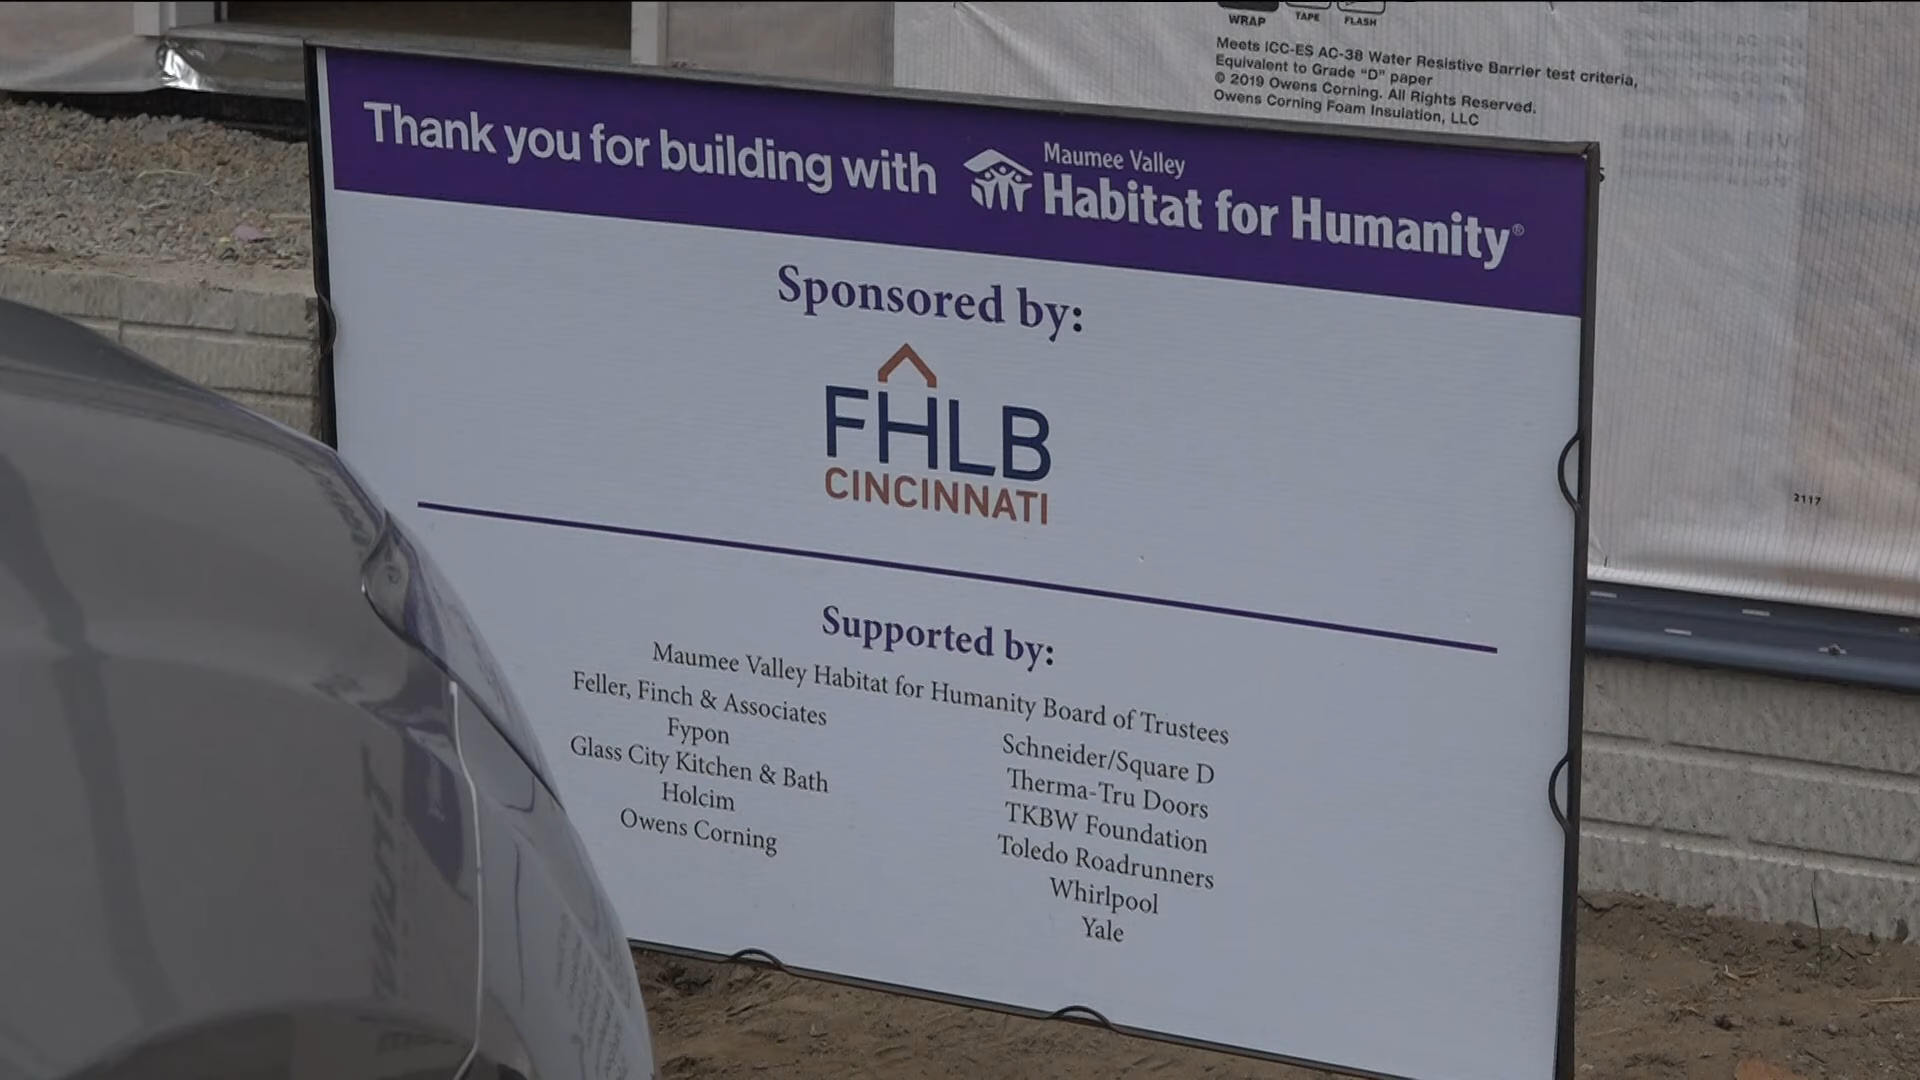 WRAP TAPE FLASH
Meets ICC-ES AC-38 Water Resistive Barrier test criteria,
Equivalent to Grade "D" paper
© 2019 Owens Corning. All Rights Reserved.
Owens Corning Foam Insulation, LLC
Thank you for building with
Maumee Valley
Habitat for Humanity®
Sponsored by:
FHLB
CINCINNATI
Supported by:
Maumee Valley Habitat for Humanity Board of Trustees
Feller, Finch & Associates
Fypon
Glass City Kitchen & Bath
Holcim
Owens Corning
Schneider/Square D
Therma-Tru Doors
TKBW Foundation
Toledo Roadrunners
Whirlpool
Yale
2117